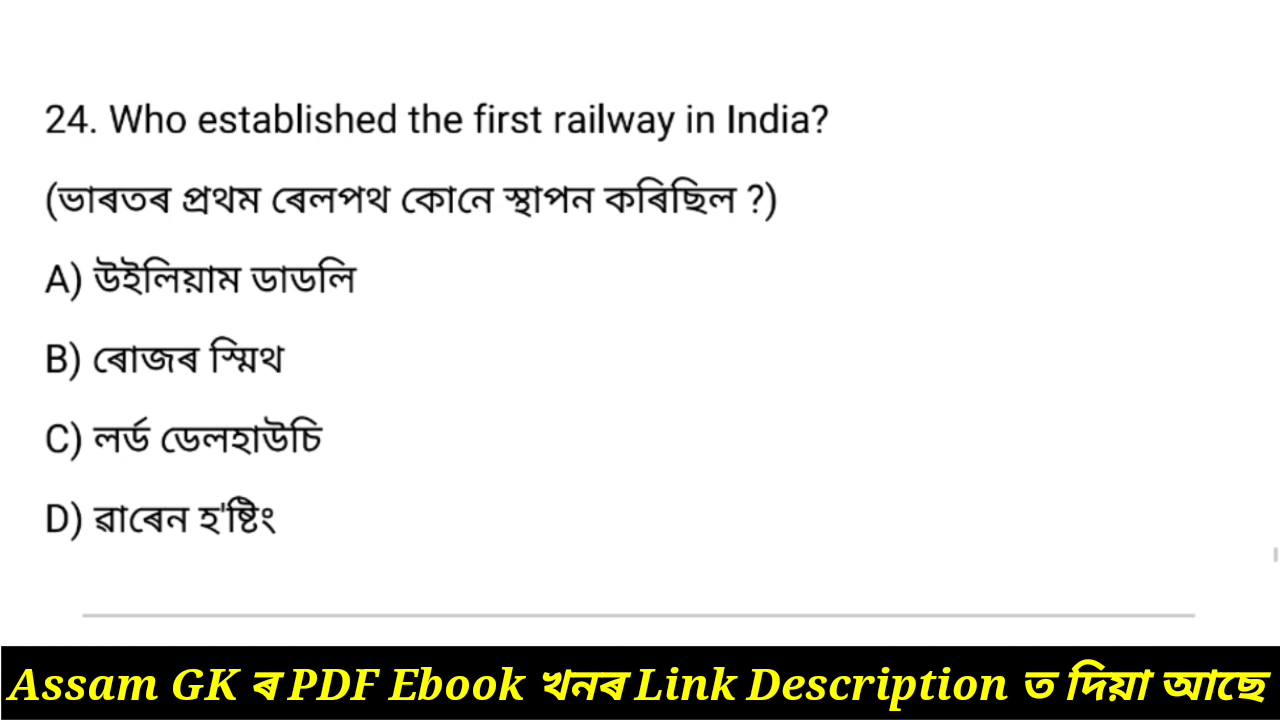 24. Who established the first railway in India?
(ভাৰতৰ প্ৰথম ৰেলপথ কোনে স্থাপন কৰিছিল ?)
A) উইলিয়াম ডাডলি
B) ৰোজৰ স্মিথ
C) লৰ্ড ডেলহাউচি
D) ৱাৰেন হ'ষ্টিং
Assam GK ৰ PDF Ebook খনৰ Link Description ত দিয়া আছে